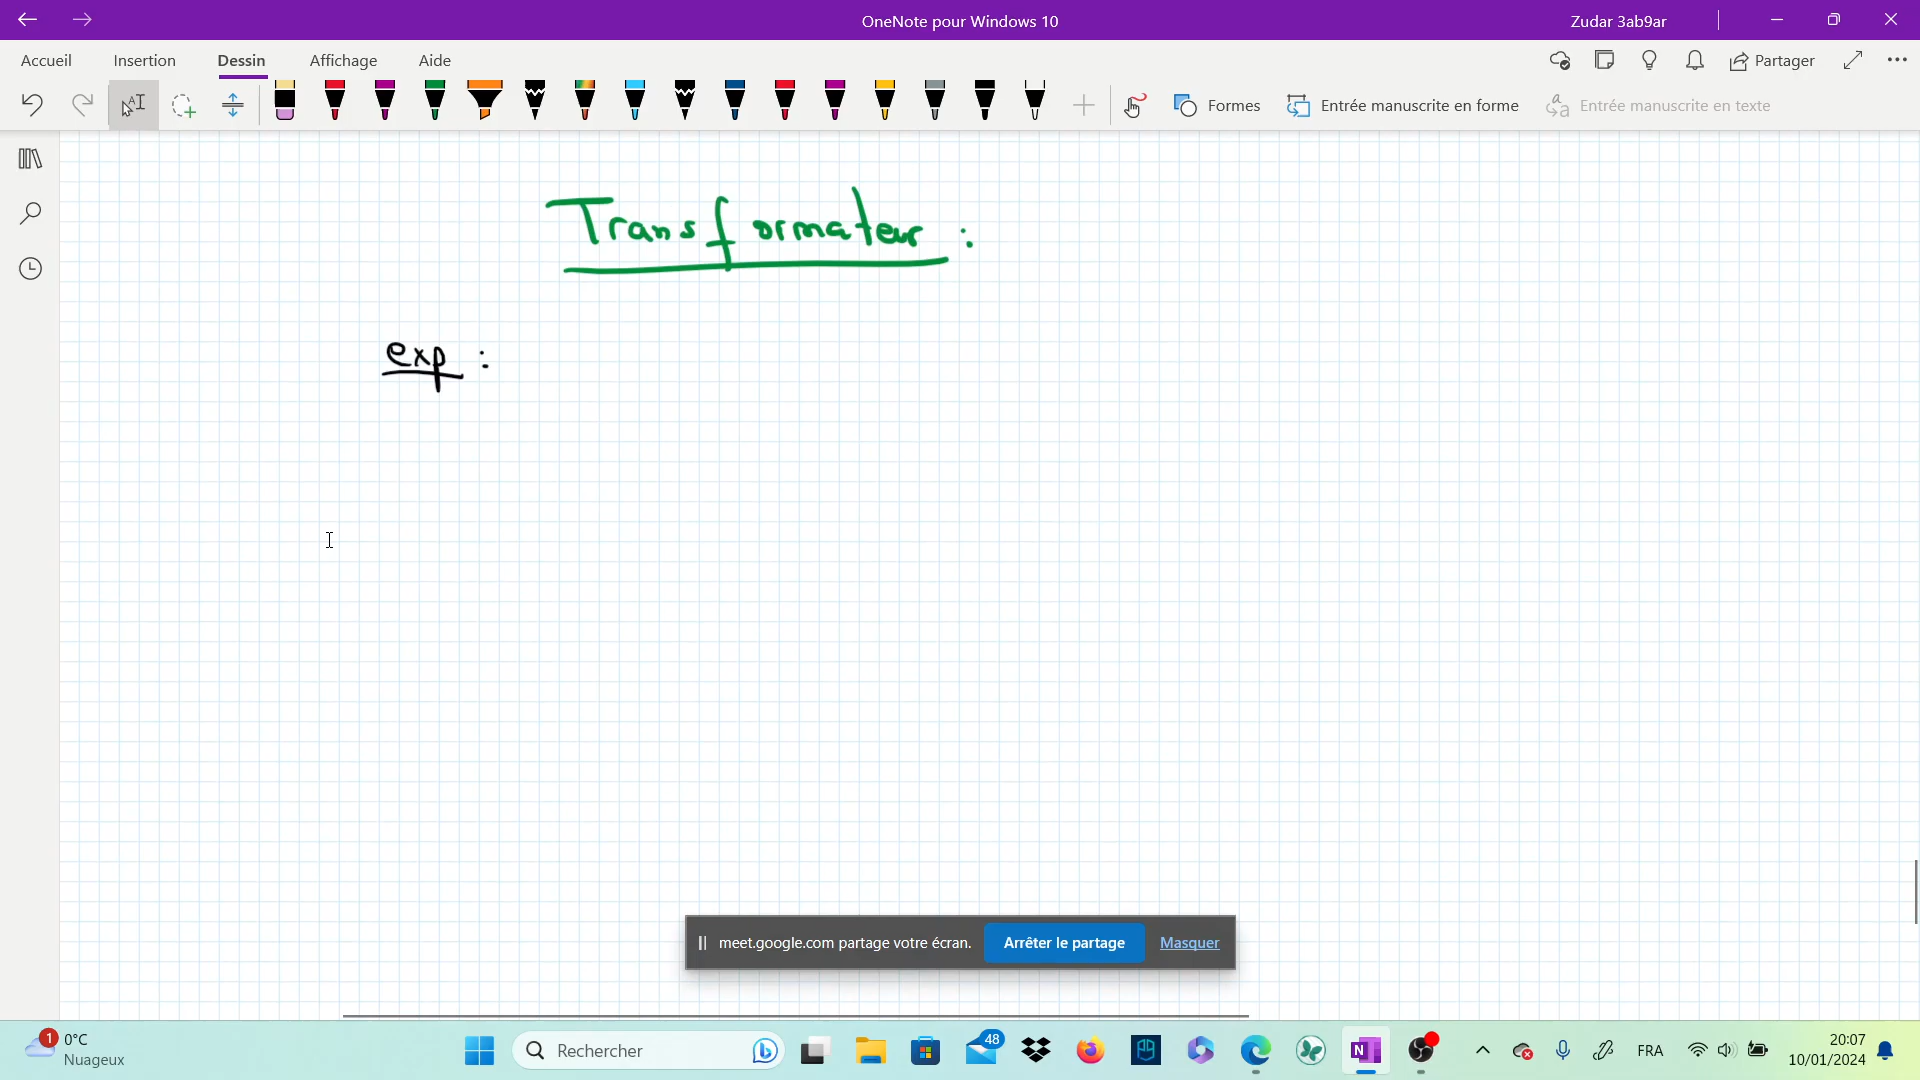 OneNote pour Windows 10
Zudar 3ab9ar
Accueil Insertion Dessin Affichage Aide
Partager
Formes Entrée manuscrite en forme Entrée manuscrite en texte
Transformateur :
exp :
meet.google.com partage votre écran. Arrêter le partage Masquer
1 0°C
Nuageux
Rechercher
48
FRA
20:07
10/01/2024